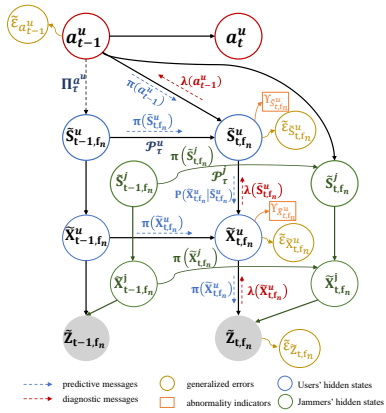 ε̃ a^u_{t-1}
a^u_{t-1}
a^u_t
λ(a^u_{t-1})
π(a^u_{t-1})
Π^{a^u}_τ
Υ_{S̃^u_{t,f_n}}
π(S̃^u_{t,f_n})
S̃^u_{t-1,f_n}
S̃^u_{t,f_n}
ε̃_{S̃^u_{t,f_n}}
𝒫^u_τ
π(S̃^j_{t,f_n})
S̃^j_{t-1,f_n}
𝒫^j_τ
S̃^j_{t,f_n}
P(X̃^u_{t,f_n}|S̃^u_{t,f_n})
λ(S̃^u_{t,f_n})
Υ_{X̃^u_{t,f_n}}
π(X̃^u_{t,f_n})
X̃^u_{t-1,f_n}
X̃^u_{t,f_n}
ε̃_{X̃^u_{t,f_n}}
π(X̃^j_{t,f_n})
X̃^j_{t-1,f_n}
X̃^j_{t,f_n}
π(X̃^u_{t,f_n})
λ(X̃^u_{t,f_n})
Z̃_{t-1,f_n}
Z̃_{t,f_n}
ε̃_{Z̃_{t,f_n}}
predictive messages
generalized errors
Users' hidden states
diagnostic messages
abnormality indicators
Jammers' hidden states